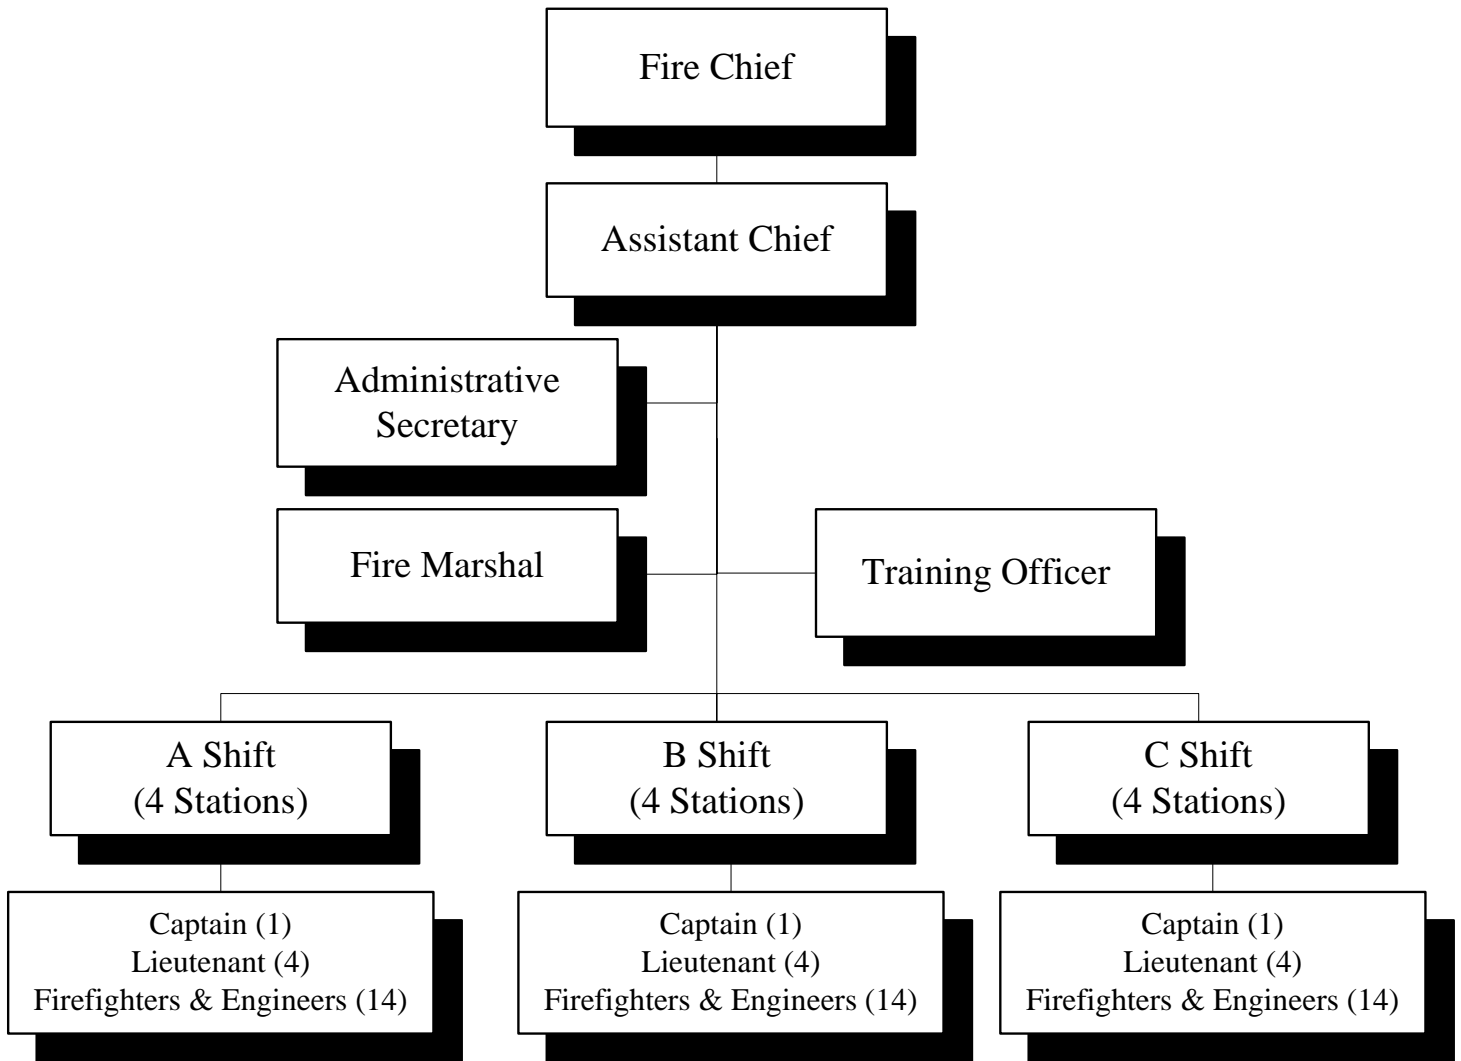 Fire Chief
Assistant Chief
Administrative
Secretary
Fire Marshal
Training Officer
A Shift
(4 Stations)
B Shift
(4 Stations)
C Shift
(4 Stations)
Captain (1)
Lieutenant (4)
Firefighters & Engineers (14)
Captain (1)
Lieutenant (4)
Firefighters & Engineers (14)
Captain (1)
Lieutenant (4)
Firefighters & Engineers (14)